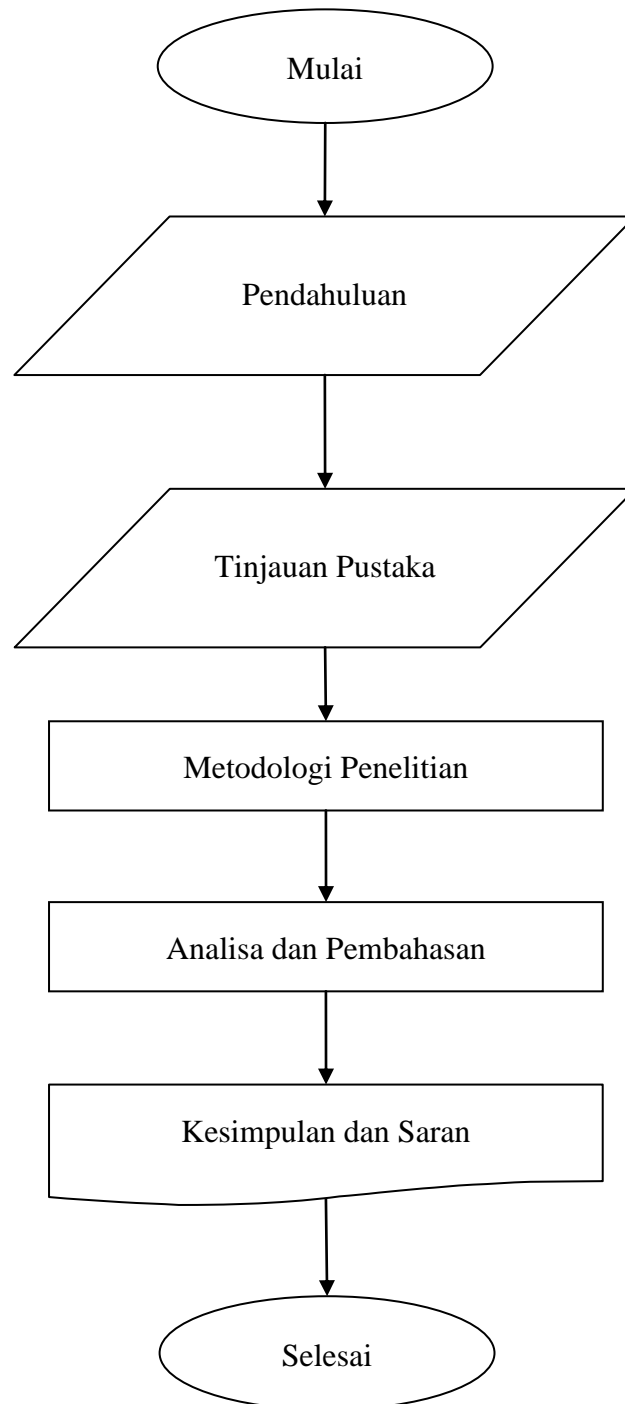 Mulai
Pendahuluan
Tinjauan Pustaka
Metodologi Penelitian
Analisa dan Pembahasan
Kesimpulan dan Saran
Selesai